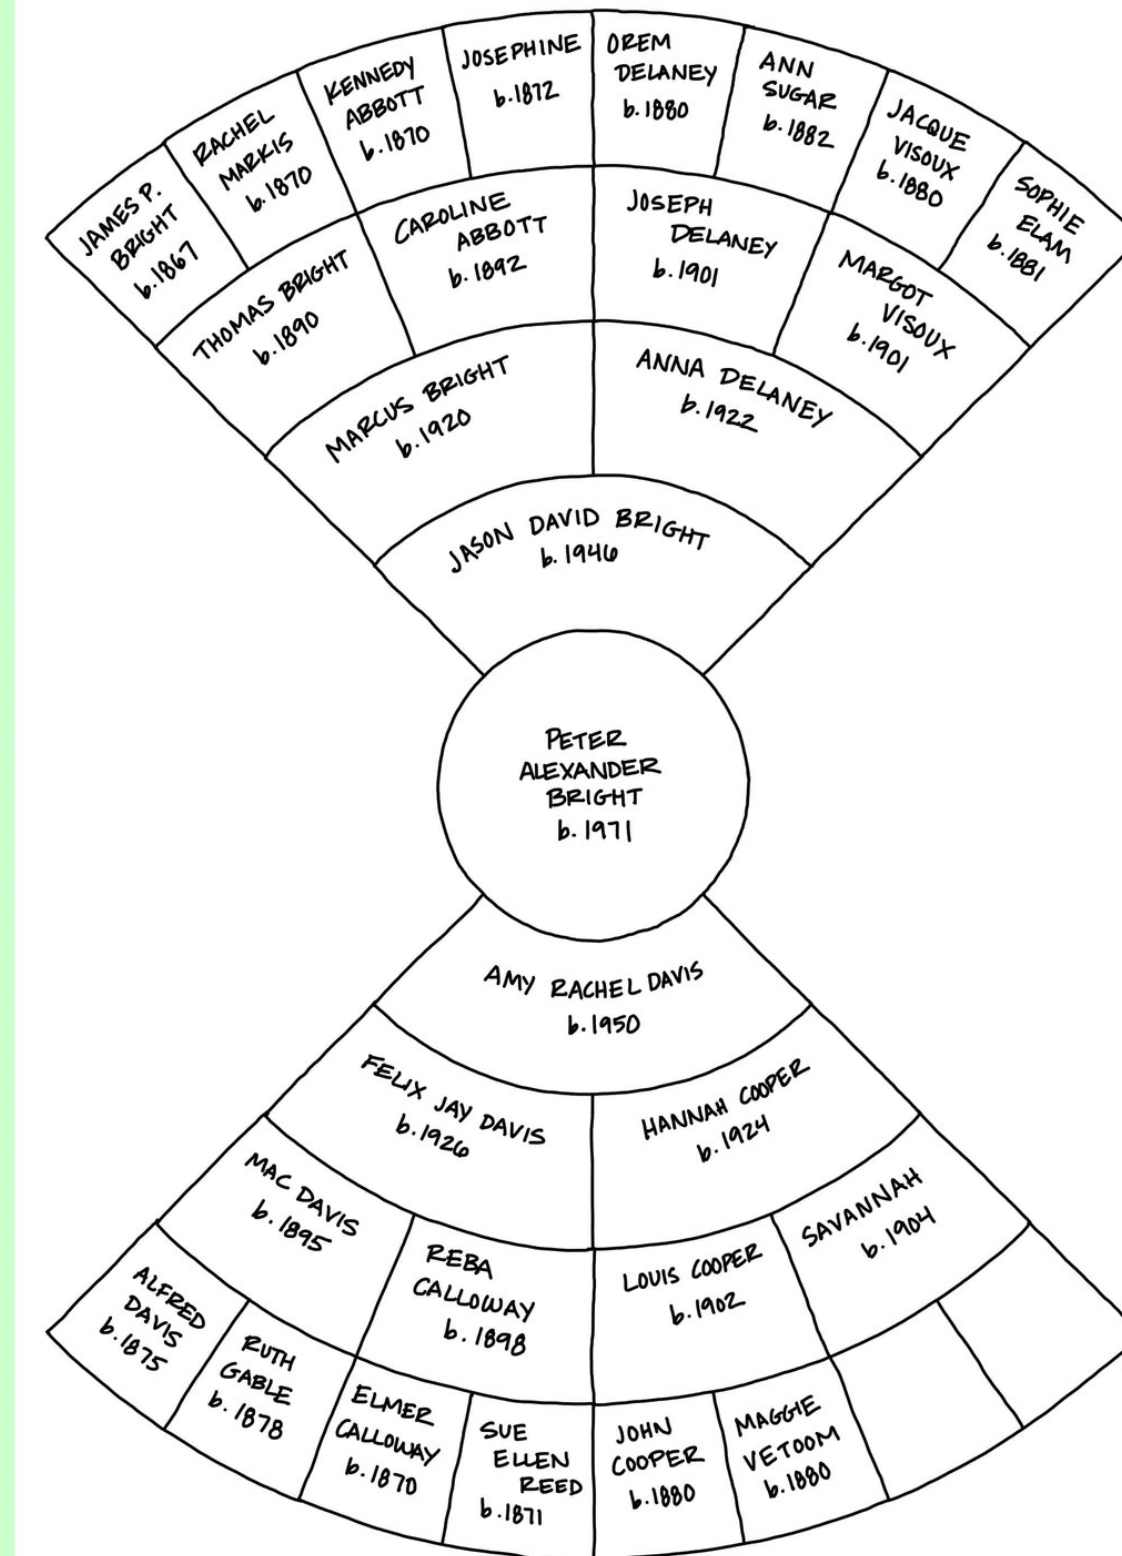 JAMES P.
BRIGHT
b.1867
RACHEL
MARKIS
b.1870
KENNEDY
ABBOTT
b.1870
JOSEPHINE
b.1872
OREM
DELANEY
b.1880
ANN
SUGAR
b.1882
JACQUE
VISOUX
b.1880
SOPHIE
ELAM
b.1881
THOMAS BRIGHT
b.1890
CAROLINE
ABBOTT
b.1892
JOSEPH
DELANEY
b.1901
MARGOT
VISOUX
b.1901
MARCUS BRIGHT
b.1920
ANNA DELANEY
b.1922
JASON DAVID BRIGHT
b.1946
PETER
ALEXANDER
BRIGHT
b.1971
AMY RACHEL DAVIS
b.1950
FELIX JAY DAVIS
b.1926
HANNAH COOPER
b.1924
MAC DAVIS
b.1895
REBA
CALLOWAY
b.1898
LOUIS COOPER
b.1902
SAVANNAH
b.1904
ALFRED
DAVIS
b.1875
RUTH
GABLE
b.1878
ELMER
CALLOWAY
b.1870
SUE
ELLEN
REED
b.1871
JOHN
COOPER
b.1880
MAGGIE
VETOOM
b.1880